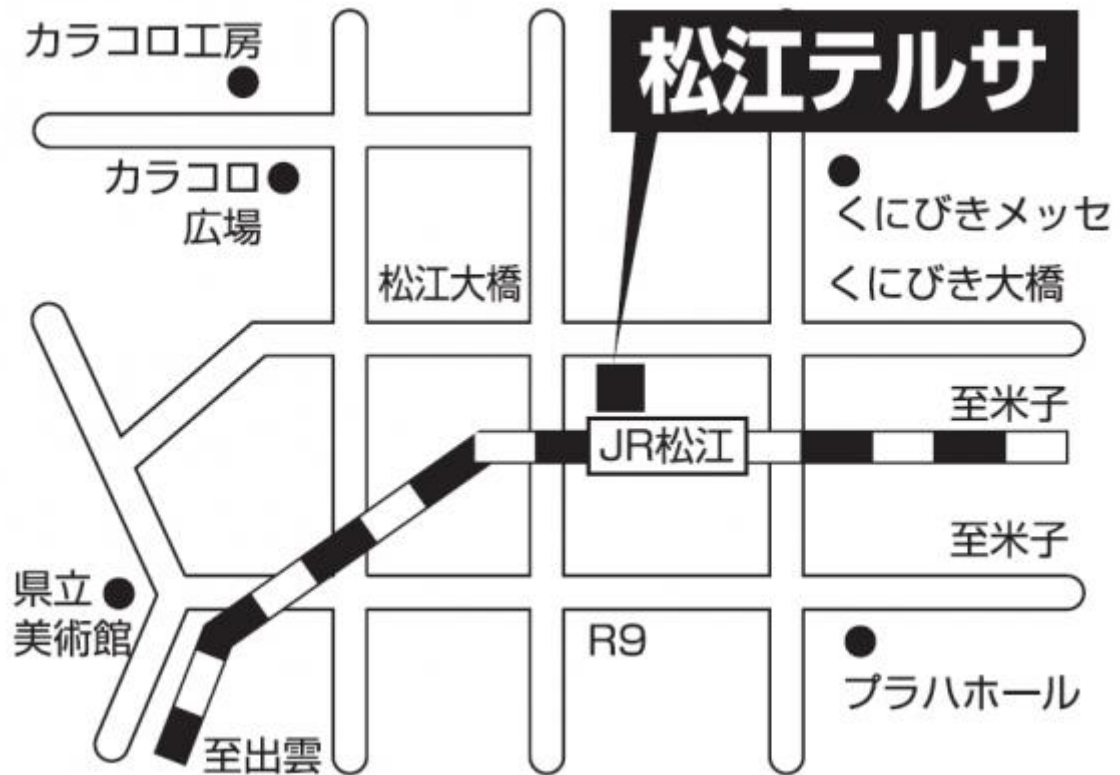 カラコロ工房
松江テルサ
カラコロ
広場
くにびきメッセ
松江大橋
くにびき大橋
至米子
JR松江
至米子
県立
美術館
R9
プラハホール
至出雲